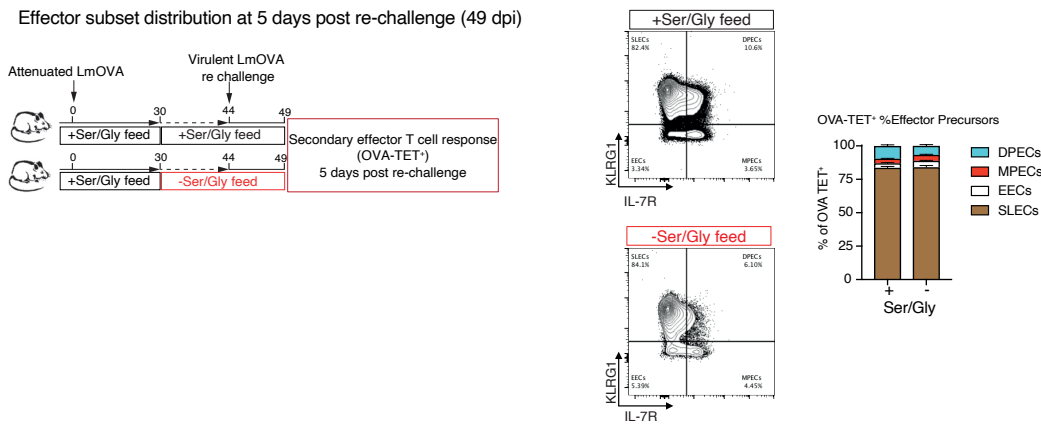 Effector subset distribution at 5 days post re-challenge (49 dpi)
Attenuated LmOVA
Virulent LmOVA
re challenge
0
30
44
49
+Ser/Gly feed
+Ser/Gly feed
0
30
44
49
+Ser/Gly feed
-Ser/Gly feed
Secondary effector T cell response
(OVA-TET+)
5 days post re-challenge
+Ser/Gly feed
SLECs
82.4%
DPECs
10.6%
EECs
3.34%
MPECs
3.65%
KLRG1
IL-7R
-Ser/Gly feed
SLECs
84.1%
DPECs
6.10%
EECs
5.39%
MPECs
4.45%
KLRG1
IL-7R
OVA-TET+ %Effector Precursors
% of OVA TET+
100
75
50
25
0
+
-
Ser/Gly
DPECs
MPECs
EECs
SLECs